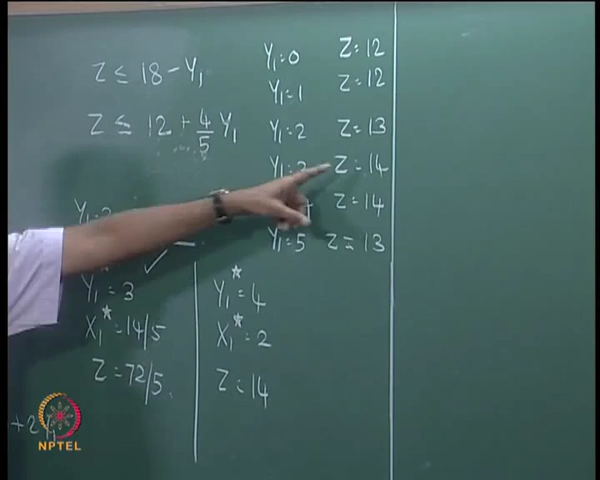 Z ≤ 18 - Y₁
Z ≤ 12 + 4/5 Y₁
Y₁=0 Z=12
Y₁=1 Z=12
Y₁=2 Z=13
Z=14
Z=14
Y₁=5 Z=13
Y₁*=3
X₁*=14/5
Z=72/5
Y₁*=4
X₁*=2
Z=14
NPTEL